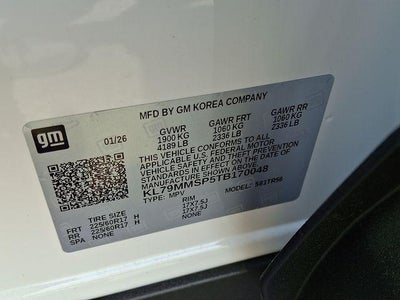 gm
MFD BY GM KOREA COMPANY
01/26 GVWR GAWR FRT GAWR RR
1900 KG 1060 KG 1060 KG
4189 LB 2336 LB 2336 LB
THIS VEHICLE CONFORMS TO ALL
APPLICABLE U.S. FEDERAL MOTOR
VEHICLE SAFETY AND THEFT PREVENTION
STANDARDS IN EFFECT ON THE DATE OF
MANUFACTURE SHOWN ABOVE
KL79MMSP5TB170048
TYPE: MPV MODEL:
TIRE SIZE RIM
FRT 225/60R17 H 17X7.5J
RR 225/60R17 H 17X7.5J
SPA NONE NONE